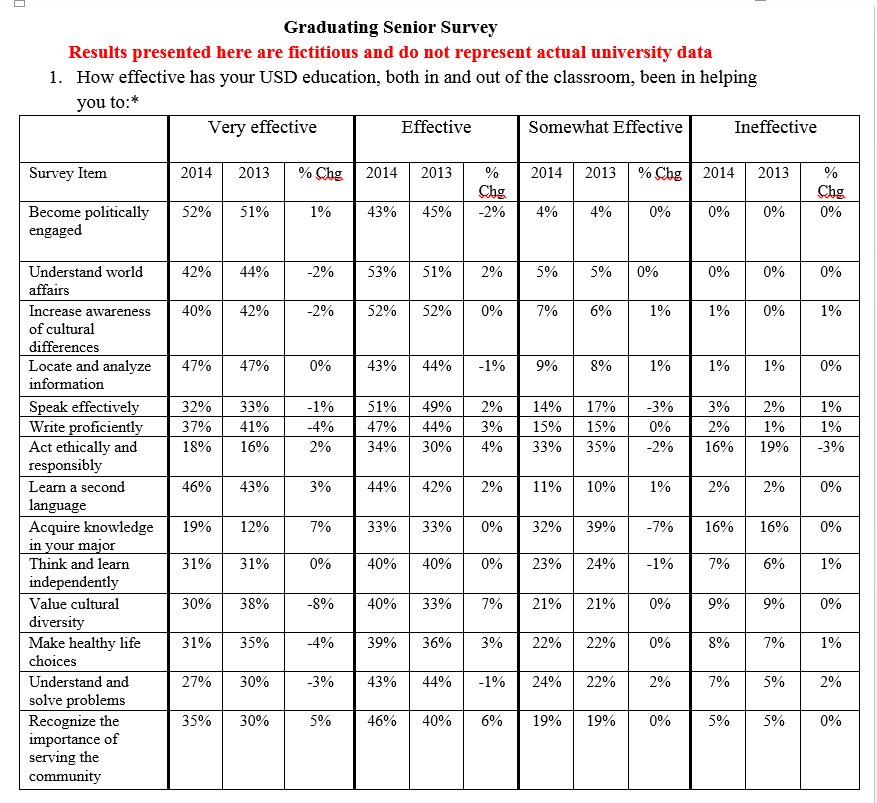 Graduating Senior Survey
Results presented here are fictitious and do not represent actual university data
1. How effective has your USD education, both in and out of the classroom, been in helping
you to:*
Very effective Effective Somewhat Effective Ineffective
Survey Item 2014 2013 % Chg 2014 2013 % 2014 2013 % Chg 2014 2013 %
Chg Chg
Become politically 52% 51% 1% 43% 45% -2% 4% 4% 0% 0% 0% 0%
engaged
Understand world 42% 44% -2% 53% 51% 2% 5% 5% 0% 0% 0% 0%
affairs
Increase awareness 40% 42% -2% 52% 52% 0% 7% 6% 1% 1% 0% 1%
of cultural
differences
Locate and analyze 47% 47% 0% 43% 44% -1% 9% 8% 1% 1% 1% 0%
information
Speak effectively 32% 33% -1% 51% 49% 2% 14% 17% -3% 3% 2% 1%
Write proficiently 37% 41% -4% 47% 44% 3% 15% 15% 0% 2% 1% 1%
Act ethically and 18% 16% 2% 34% 30% 4% 33% 35% -2% 16% 19% -3%
responsibly
Learn a second 46% 43% 3% 44% 42% 2% 11% 10% 1% 2% 2% 0%
language
Acquire knowledge 19% 12% 7% 33% 33% 0% 32% 39% -7% 16% 16% 0%
in your major
Think and learn 31% 31% 0% 40% 40% 0% 23% 24% -1% 7% 6% 1%
independently
Value cultural 30% 38% -8% 40% 33% 7% 21% 21% 0% 9% 9% 0%
diversity
Make healthy life 31% 35% -4% 39% 36% 3% 22% 22% 0% 8% 7% 1%
choices
Understand and 27% 30% -3% 43% 44% -1% 24% 22% 2% 7% 5% 2%
solve problems
Recognize the 35% 30% 5% 46% 40% 6% 19% 19% 0% 5% 5% 0%
importance of
serving the
community